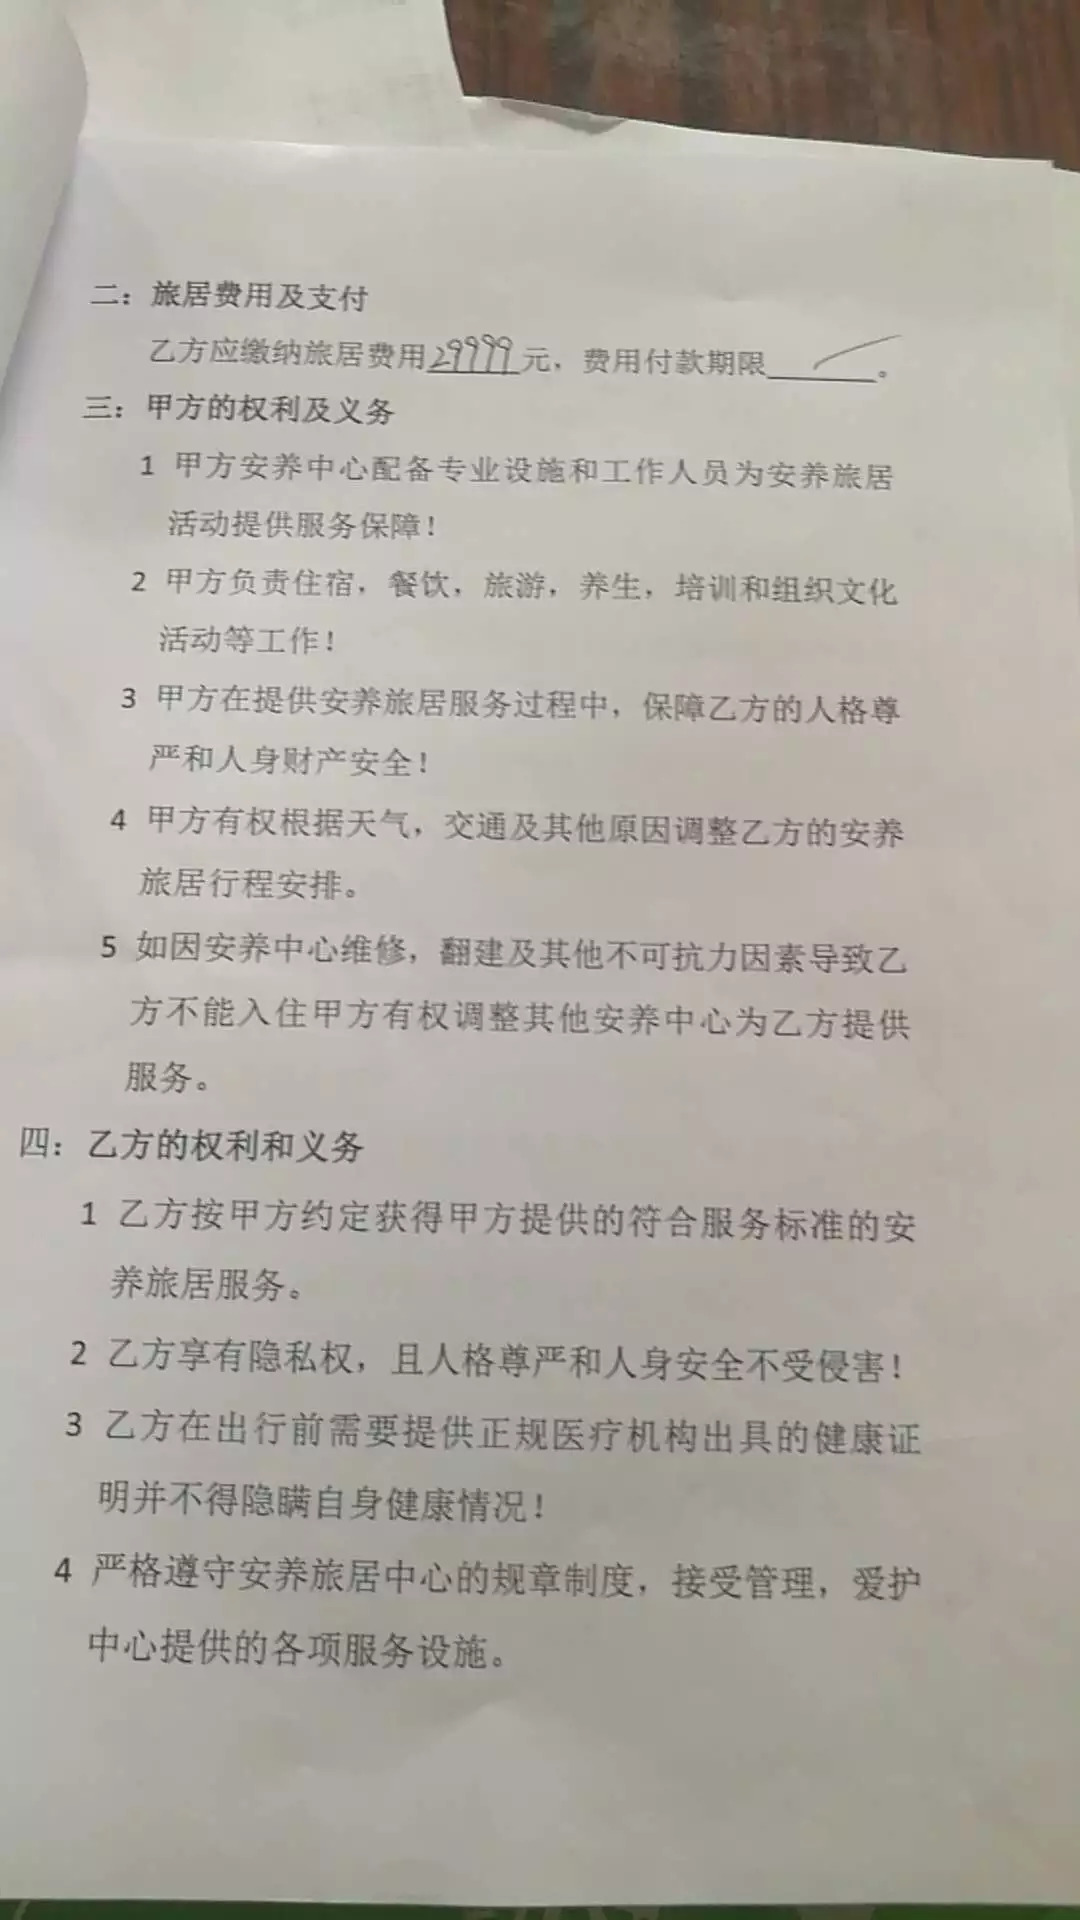 二：旅居费用及支付
乙方应缴纳旅居费用29999元，费用付款期限　　　。
三：甲方的权利及义务
1 甲方安养中心配备专业设施和工作人员为安养旅居
活动提供服务保障！
2 甲方负责住宿，餐饮，旅游，养生，培训和组织文化
活动等工作！
3 甲方在提供安养旅居服务过程中，保障乙方的人格尊
严和人身财产安全！
4 甲方有权根据天气，交通及其他原因调整乙方的安养
旅居行程安排。
5 如因安养中心维修，翻建及其他不可抗力因素导致乙
方不能入住甲方有权调整其他安养中心为乙方提供
服务。
四：乙方的权利和义务
1 乙方按甲方约定获得甲方提供的符合服务标准的安
养旅居服务。
2 乙方享有隐私权，且人格尊严和人身安全不受侵害！
3 乙方在出行前需要提供正规医疗机构出具的健康证
明并不得隐瞒自身健康情况！
4 严格遵守安养旅居中心的规章制度，接受管理，爱护
中心提供的各项服务设施。